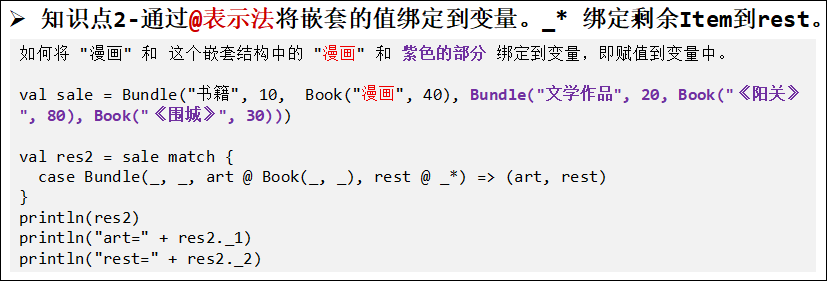 ➢ 知识点2-通过@表示法将嵌套的值绑定到变量。_* 绑定剩余Item到rest。
如何将 "漫画" 和 这个嵌套结构中的 "漫画" 和 紫色的部分 绑定到变量，即赋值到变量中。
val sale = Bundle("书籍", 10,  Book("漫画", 40), Bundle("文学作品", 20, Book("《阳关》
", 80), Book("《围城》", 30)))
val res2 = sale match {
  case Bundle(_, _, art @ Book(_, _), rest @ _*) => (art, rest)
}
println(res2)
println("art=" + res2._1)
println("rest=" + res2._2)